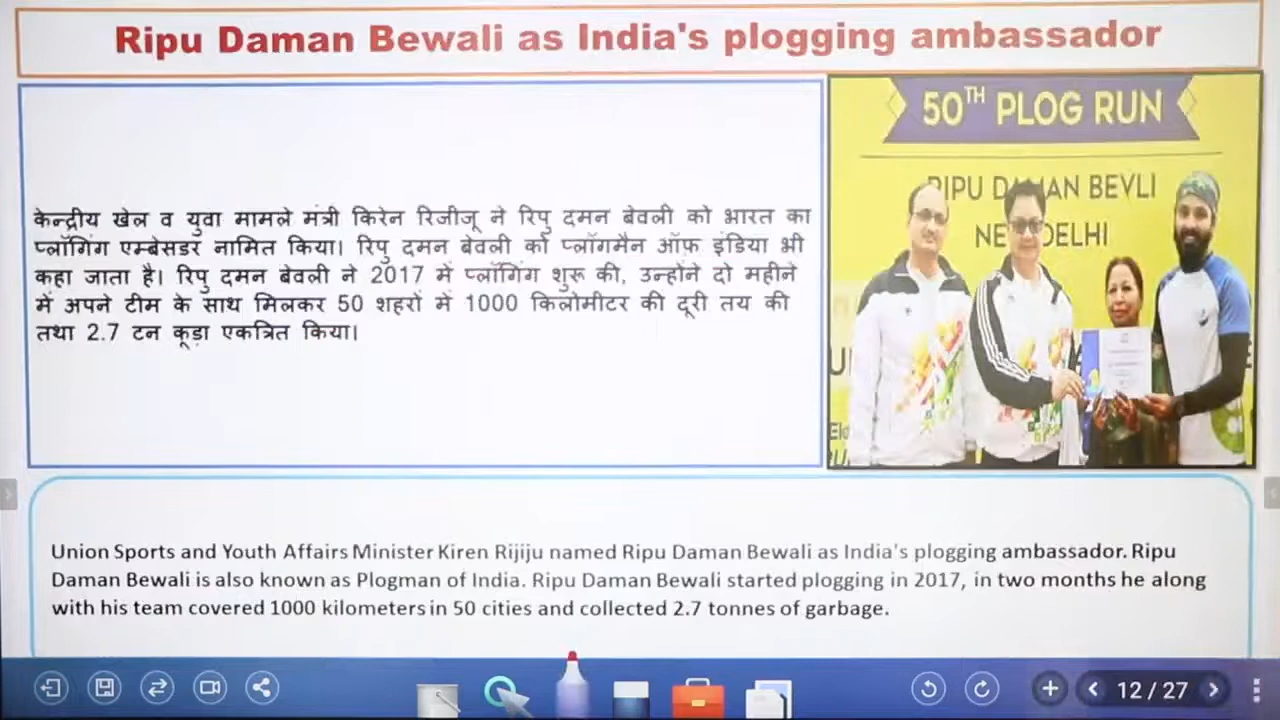 Ripu Daman Bewali as India's plogging ambassador
केन्द्रीय खेल व युवा मामले मंत्री किरेन रिजीजू ने रिपु दमन बेवली को भारत का
प्लॉगिंग एम्बेसडर नामित किया। रिपु दमन बेवली को प्लॉगमैन ऑफ़ इंडिया भी
कहा जाता है। रिपु दमन बेवली ने 2017 में प्लॉगिंग शुरू की, उन्होंने दो महीने
में अपने टीम के साथ मिलकर 50 शहरों में 1000 किलोमीटर की दूरी तय की
तथा 2.7 टन कूड़ा एकत्रित किया।
50TH PLOG RUN
RIPU DAMAN BEVLI
NEW DELHI
Union Sports and Youth Affairs Minister Kiren Rijiju named Ripu Daman Bewali as India's plogging ambassador. Ripu
Daman Bewali is also known as Plogman of India. Ripu Daman Bewali started plogging in 2017, in two months he along
with his team covered 1000 kilometers in 50 cities and collected 2.7 tonnes of garbage.
12 / 27